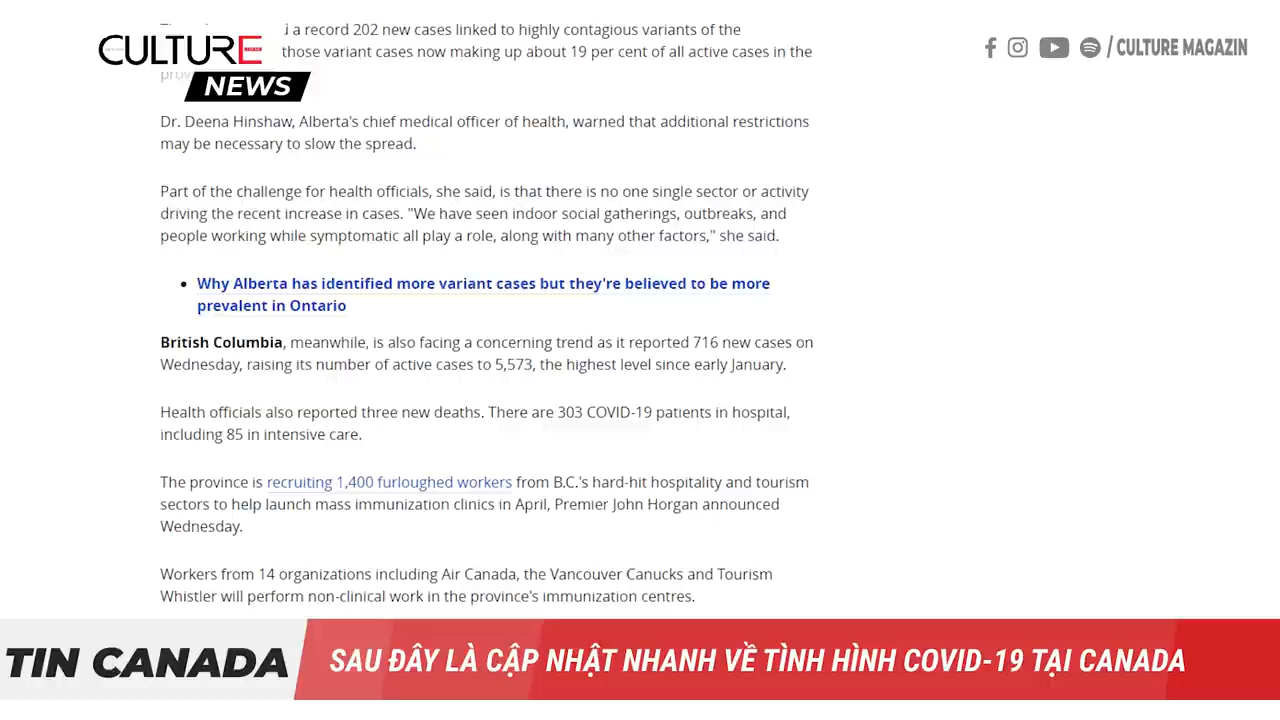 a record 202 new cases linked to highly contagious variants of the
those variant cases now making up about 19 per cent of all active cases in the
CULTURE
NEWS
/ CULTURE MAGAZIN
Dr. Deena Hinshaw, Alberta's chief medical officer of health, warned that additional restrictions
may be necessary to slow the spread.
Part of the challenge for health officials, she said, is that there is no one single sector or activity
driving the recent increase in cases. "We have seen indoor social gatherings, outbreaks, and
people working while symptomatic all play a role, along with many other factors," she said.
• Why Alberta has identified more variant cases but they're believed to be more
prevalent in Ontario
British Columbia, meanwhile, is also facing a concerning trend as it reported 716 new cases on
Wednesday, raising its number of active cases to 5,573, the highest level since early January.
Health officials also reported three new deaths. There are 303 COVID-19 patients in hospital,
including 85 in intensive care.
The province is recruiting 1,400 furloughed workers from B.C.'s hard-hit hospitality and tourism
sectors to help launch mass immunization clinics in April, Premier John Horgan announced
Wednesday.
Workers from 14 organizations including Air Canada, the Vancouver Canucks and Tourism
Whistler will perform non-clinical work in the province's immunization centres.
TIN CANADA
SAU ĐÂY LÀ CẬP NHẬT NHANH VỀ TÌNH HÌNH COVID-19 TẠI CANADA